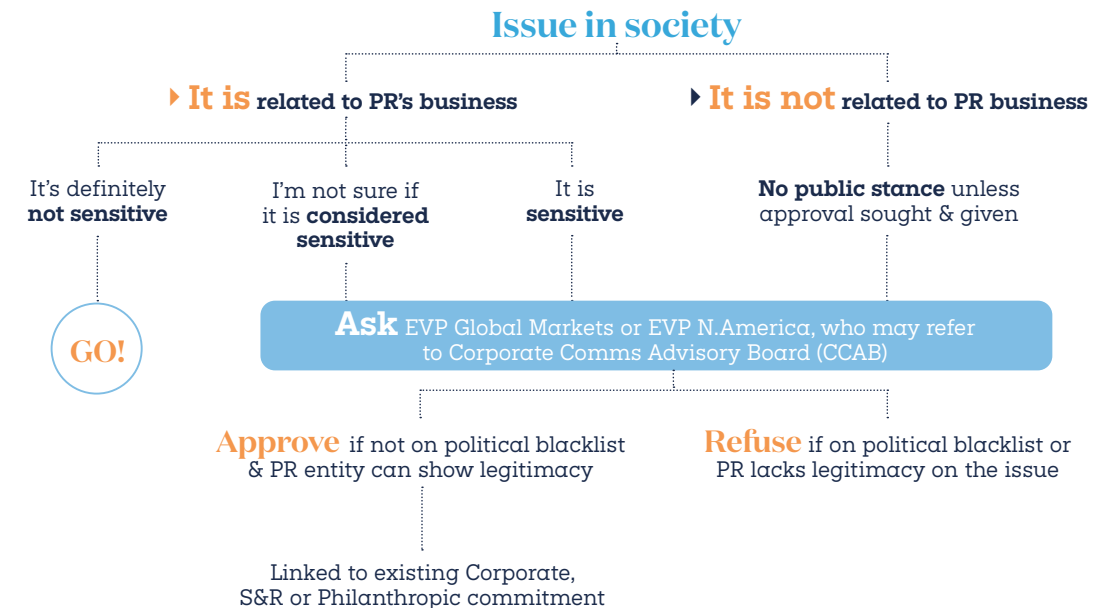 Issue in society
It is related to PR's business
It is not related to PR business
It's definitely
not sensitive
I'm not sure if
it is considered
sensitive
It is
sensitive
No public stance unless
approval sought & given
GO!
Ask EVP Global Markets or EVP N.America, who may refer
to Corporate Comms Advisory Board (CCAB)
Approve if not on political blacklist
& PR entity can show legitimacy
Refuse if on political blacklist or
PR lacks legitimacy on the issue
Linked to existing Corporate,
S&R or Philanthropic commitment